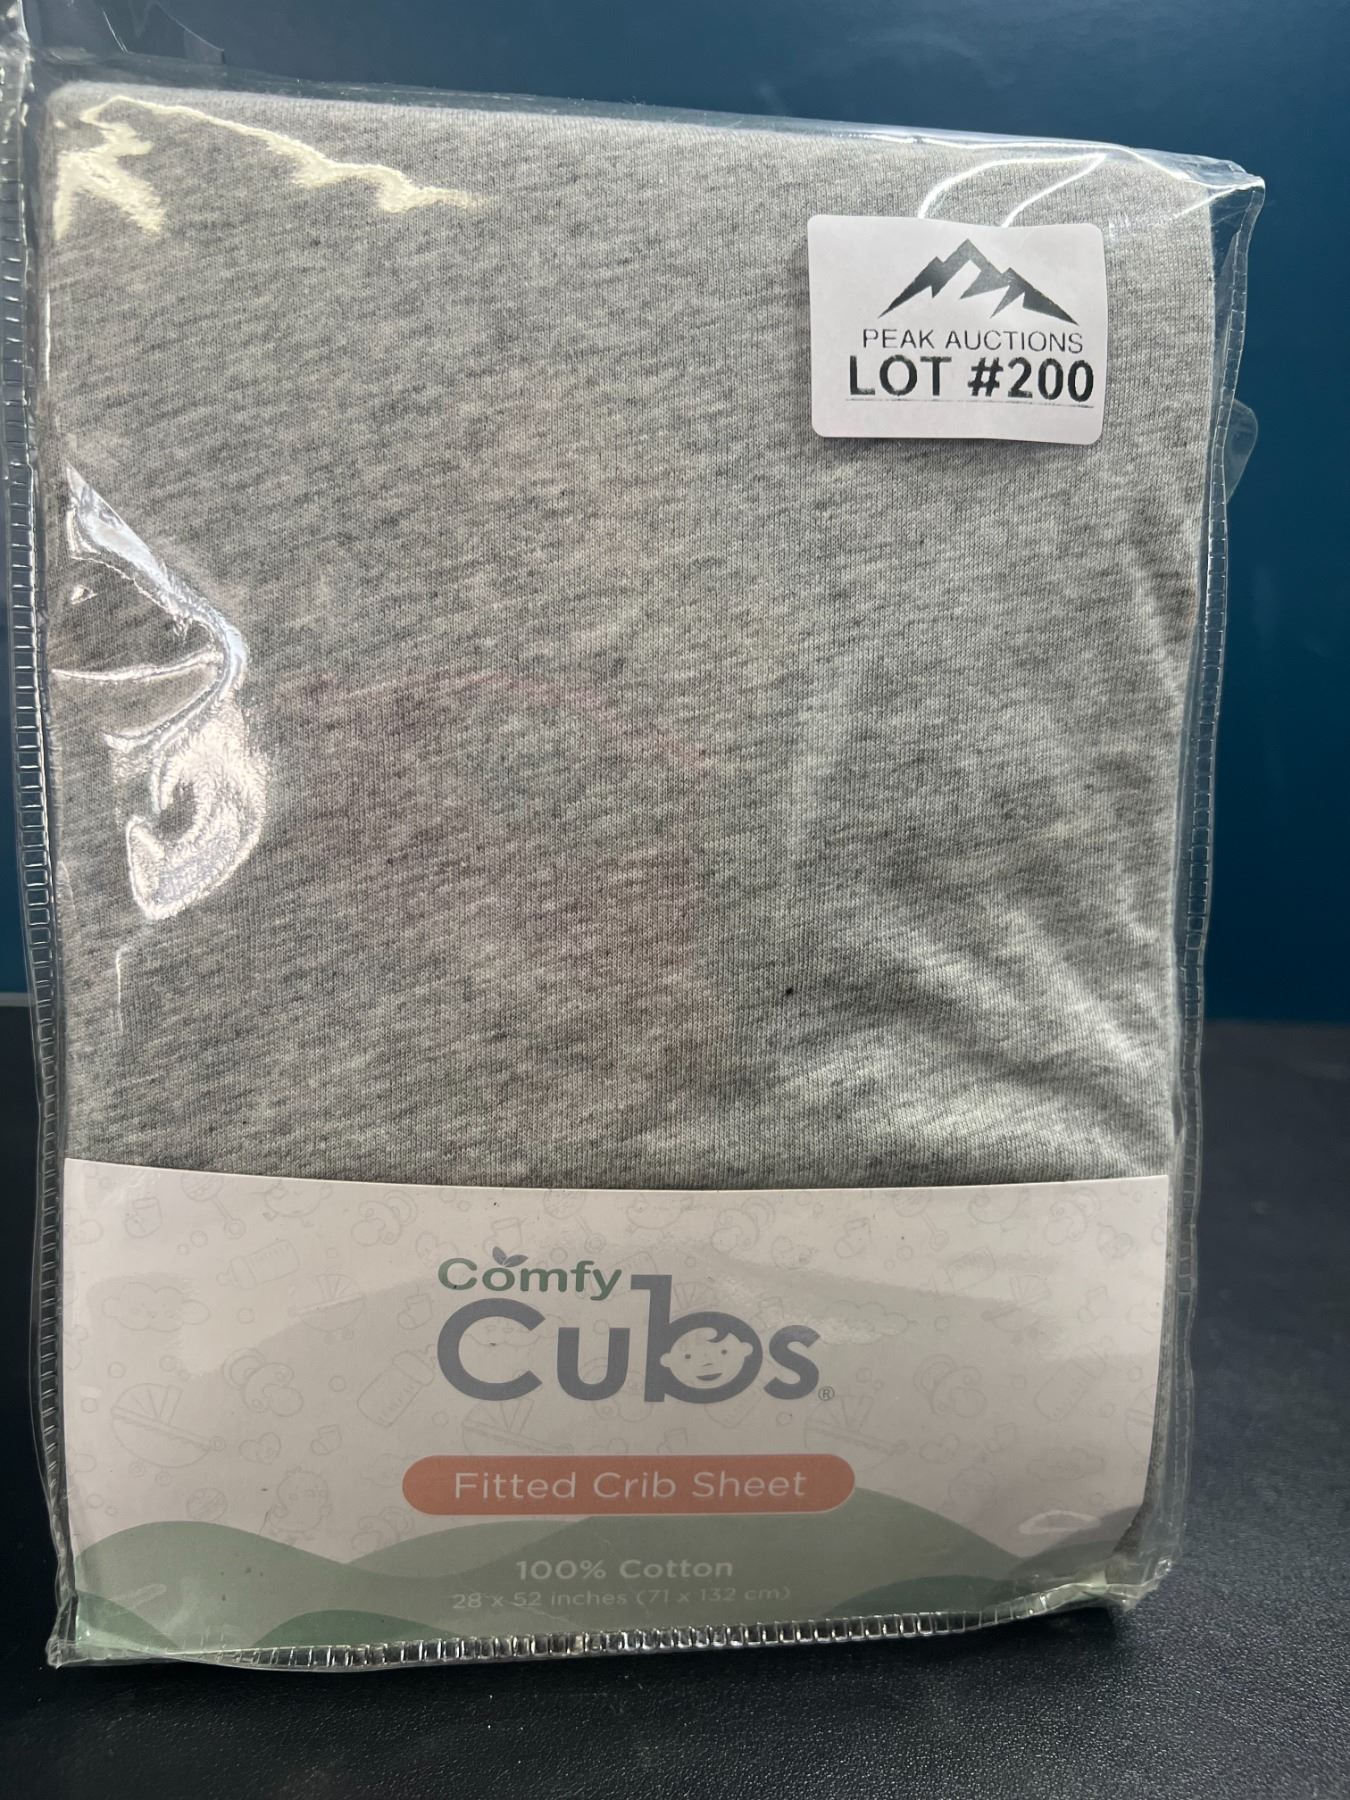 PEAK AUCTIONS
LOT #200
Comfy
Cubs®
Fitted Crib Sheet
100% Cotton
28 x 52 inches (71 x 132 cm)